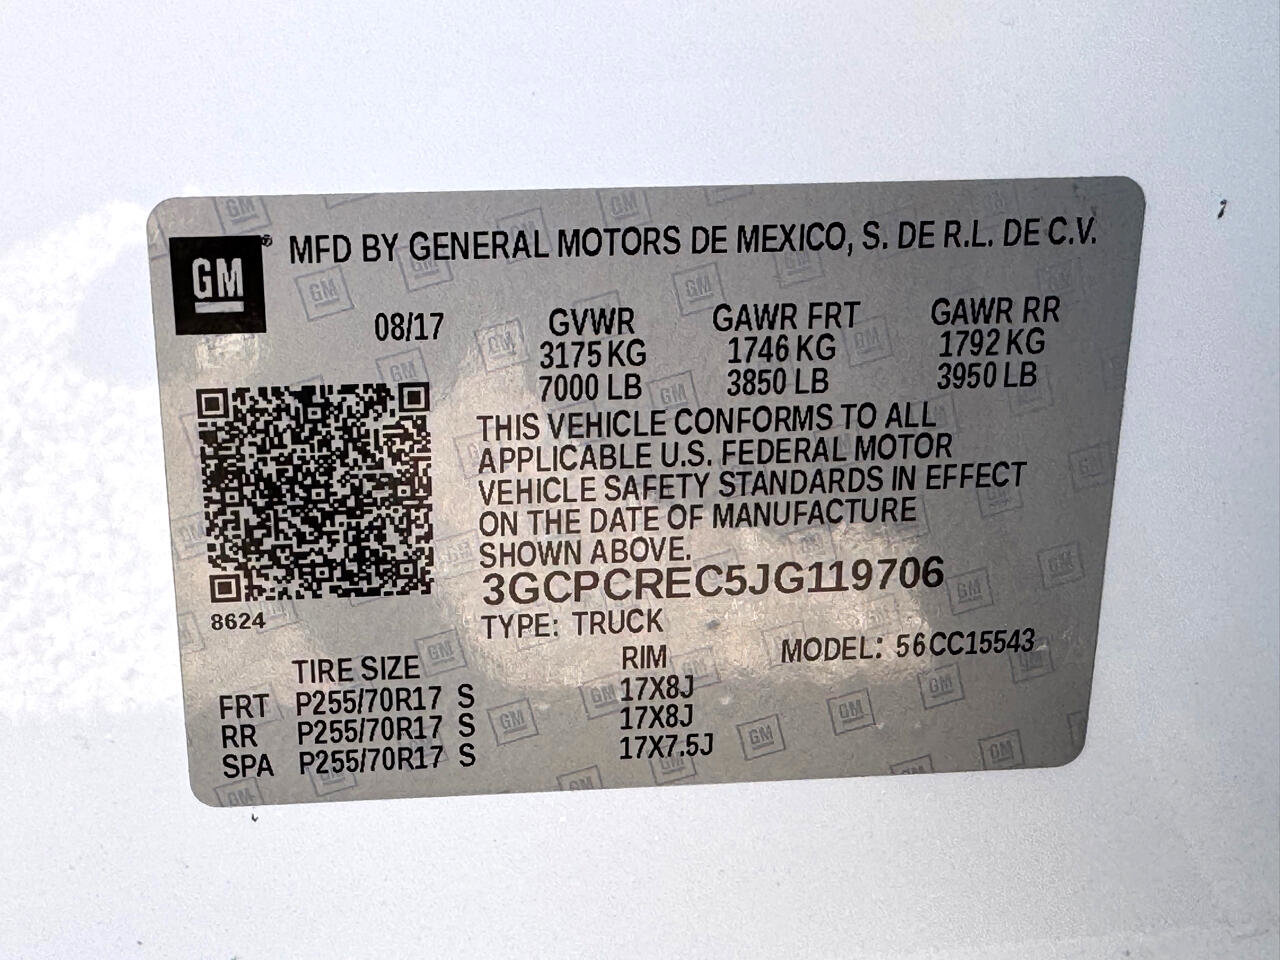 GM® MFD BY GENERAL MOTORS DE MEXICO, S. DE R.L. DE C.V.
08/17 GVWR GAWR FRT GAWR RR
3175 KG 1746 KG 1792 KG
7000 LB 3850 LB 3950 LB
THIS VEHICLE CONFORMS TO ALL
APPLICABLE U.S. FEDERAL MOTOR
VEHICLE SAFETY STANDARDS IN EFFECT
ON THE DATE OF MANUFACTURE
SHOWN ABOVE.
3GCPCREC5JG119706
8624
TYPE: TRUCK
MODEL: 56CC15543
TIRE SIZE RIM
FRT P255/70R17 S 17X8J
RR P255/70R17 S 17X8J
SPA P255/70R17 S 17X7.5J